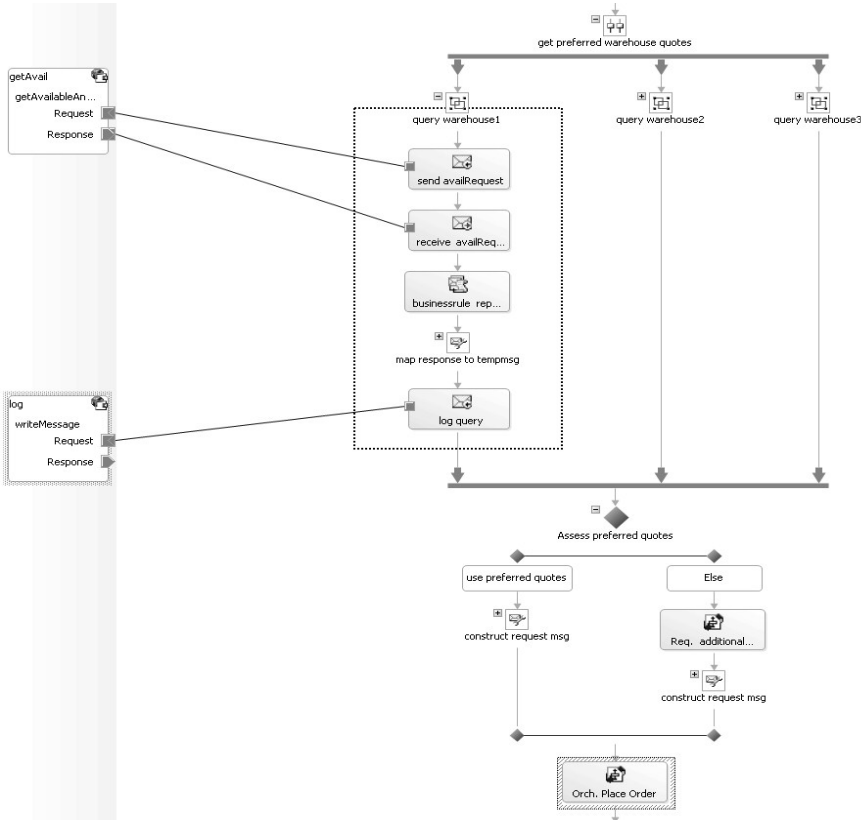 get preferred warehouse quotes
getAvail
getAvailableAn...
Request
Response
query warehouse1
query warehouse2
query warehouse3
send availRequest
receive availReq...
businessrule rep...
map response to tempmsg
log
writeMessage
Request
Response
log query
Assess preferred quotes
use preferred quotes
Else
construct request msg
Req. additional...
construct request msg
Orch. Place Order